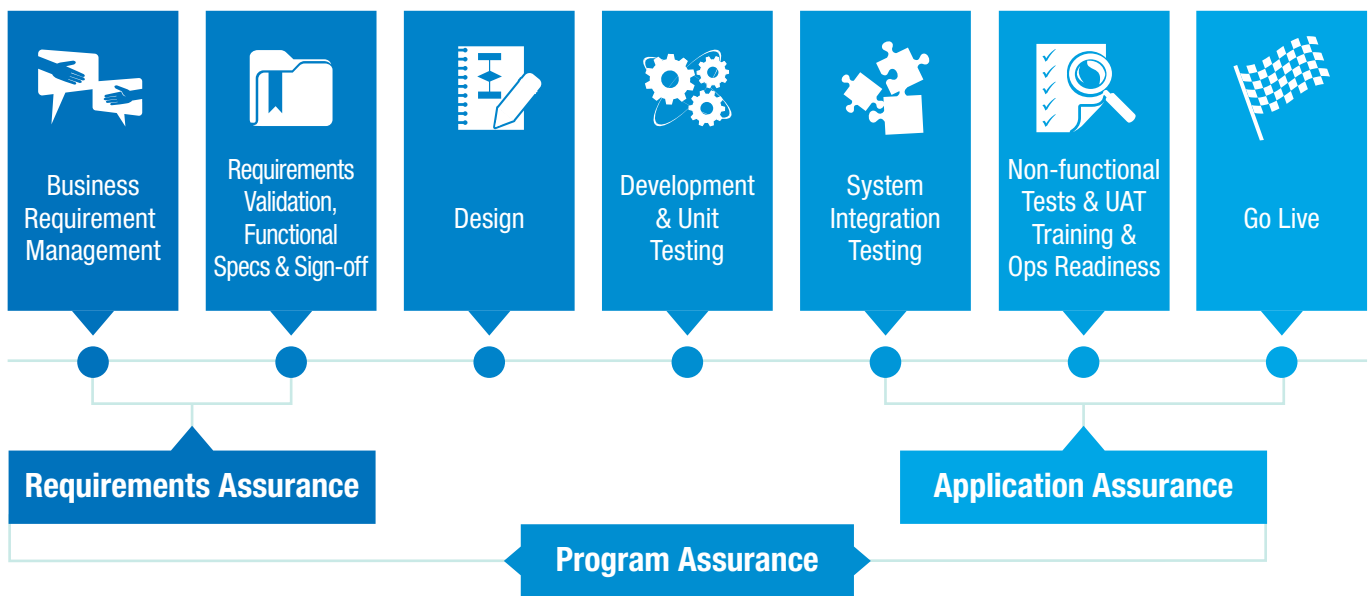 Business
Requirement
Management
Requirements
Validation,
Functional
Specs & Sign-off
Design
Development
& Unit
Testing
System
Integration
Testing
Non-functional
Tests & UAT
Training &
Ops Readiness
Go Live
Requirements Assurance
Application Assurance
Program Assurance